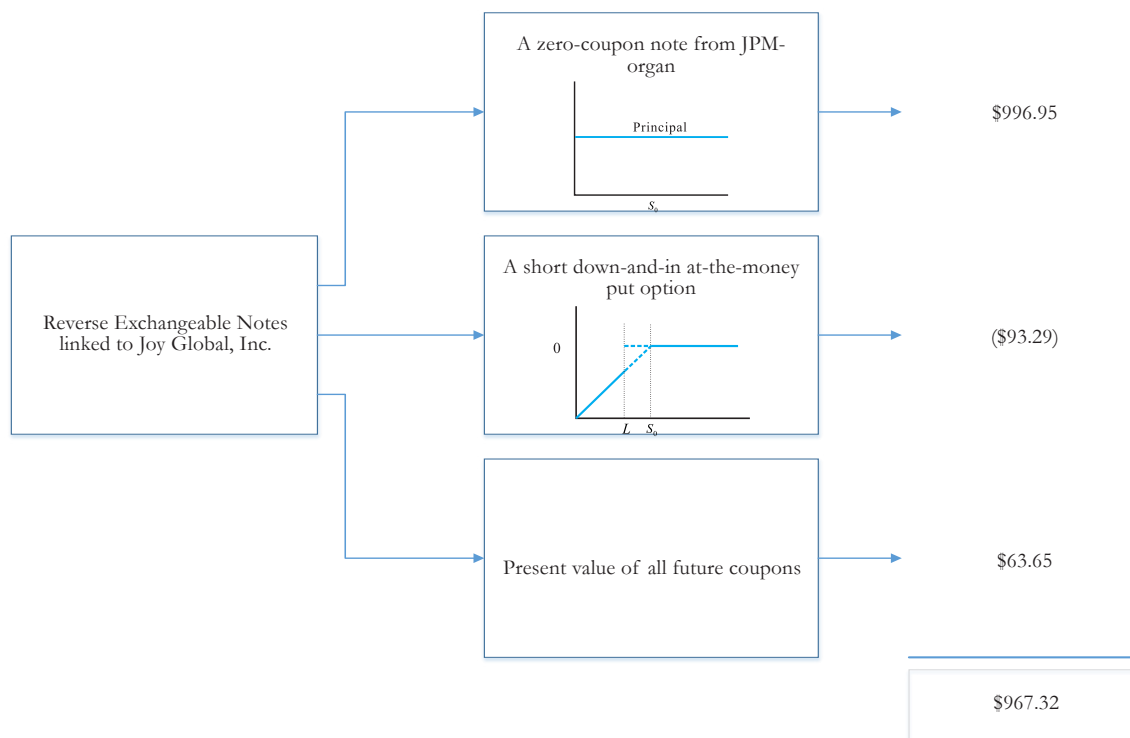 A zero-coupon note from JPM-
organ
Principal
S₀
$996.95
Reverse Exchangeable Notes
linked to Joy Global, Inc.
A short down-and-in at-the-money
put option
0
L S₀
($93.29)
Present value of all future coupons
$63.65
$967.32